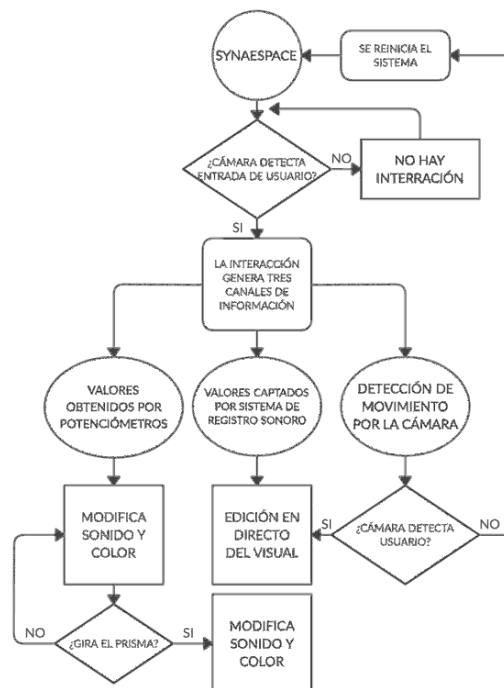 SYNAESPACE
SE REINICIA EL
SISTEMA
¿CÁMARA DETECTA
ENTRADA DE USUARIO?
NO
NO HAY
INTERRACIÓN
SI
LA INTERACCIÓN
GENERA TRES
CANALES DE
INFORMACIÓN
VALORES
OBTENIDOS POR
POTENCIÓMETROS
VALORES CAPTADOS
POR SISTEMA DE
REGISTRO SONORO
DETECCIÓN DE
MOVIMIENTO
POR LA CÁMARA
MODIFICA
SONIDO Y
COLOR
EDICIÓN EN
DIRECTO
DEL VISUAL
SI
¿CÁMARA DETECTA
USUARIO?
NO
NO
¿GIRA EL PRISMA?
SI
MODIFICA
SONIDO Y
COLOR